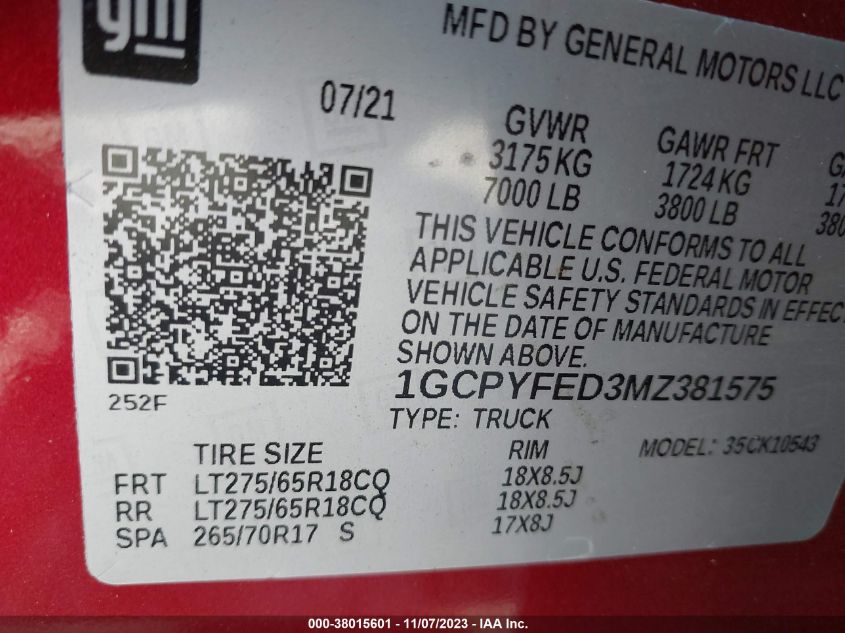 gm
MFD BY GENERAL MOTORS LLC
07/21
GVWR GAWR FRT
3175 KG 1724 KG
7000 LB 3800 LB
THIS VEHICLE CONFORMS TO ALL
APPLICABLE U.S. FEDERAL MOTOR
VEHICLE SAFETY STANDARDS IN EFFEC
ON THE DATE OF MANUFACTURE
SHOWN ABOVE.
252F
1GCPYFED3MZ381575
TYPE: TRUCK
MODEL: 35CK10543
TIRE SIZE RIM
FRT LT275/65R18CQ 18X8.5J
RR LT275/65R18CQ 18X8.5J
SPA 265/70R17 S 17X8J
000-38015601 - 11/07/2023 - IAA Inc.